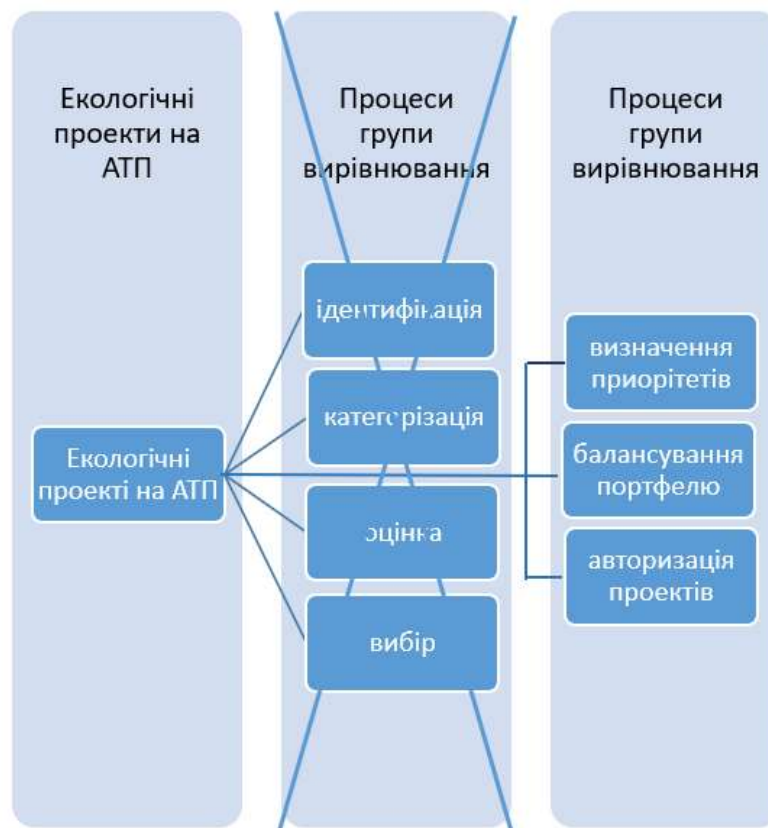 Екологічні
проекти на
АТП
Процеси
групи
вирівнювання
Процеси
групи
вирівнювання
Екологічні
проекті на АТП
ідентифікація
категорізація
оцінка
вибір
визначення
приорітетів
балансування
портфелю
авторизація
проектів